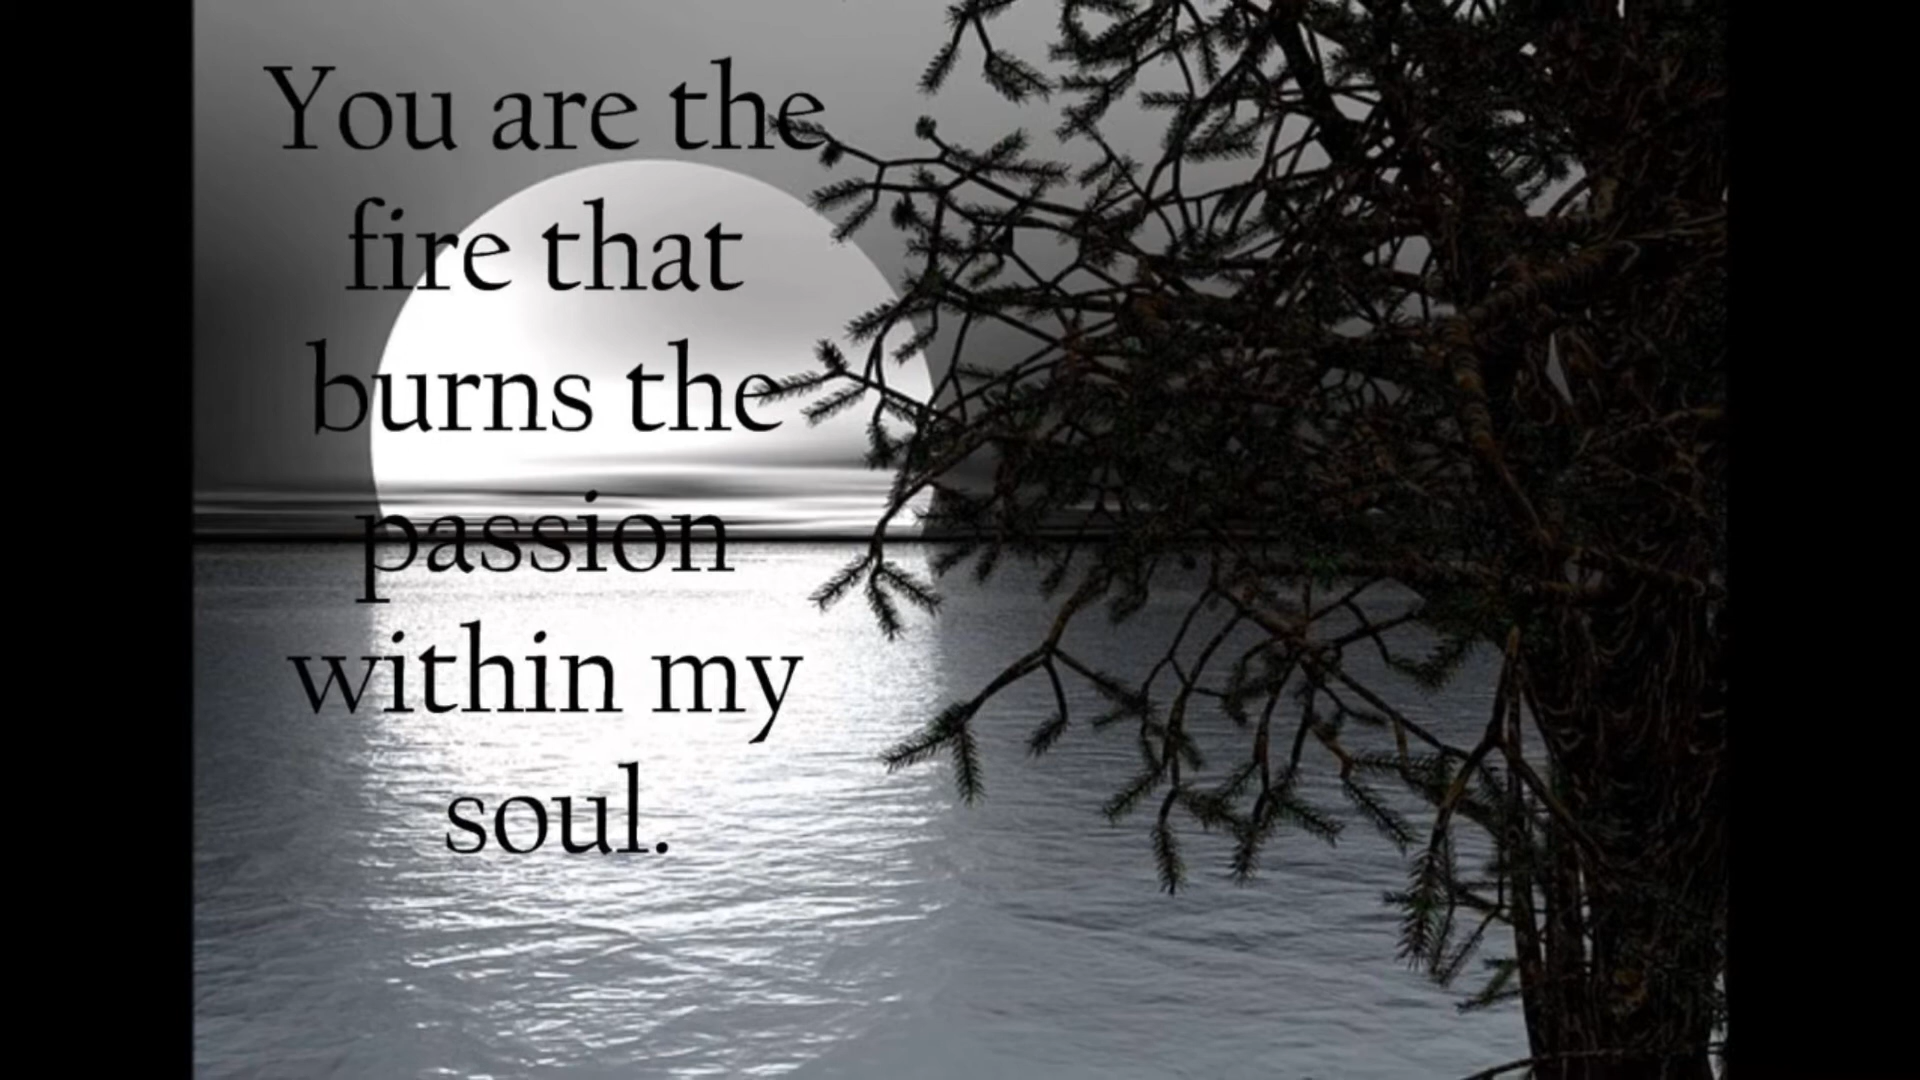 You are the
fire that
burns the
passion
within my
soul.